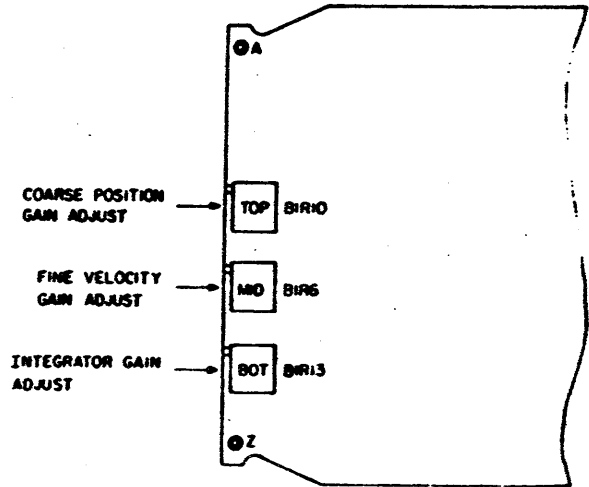 A
COARSE POSITION
GAIN ADJUST
TOP
B1R10
FINE VELOCITY
GAIN ADJUST
MID
B1R6
INTEGRATOR GAIN
ADJUST
BOT
B1R13
Z